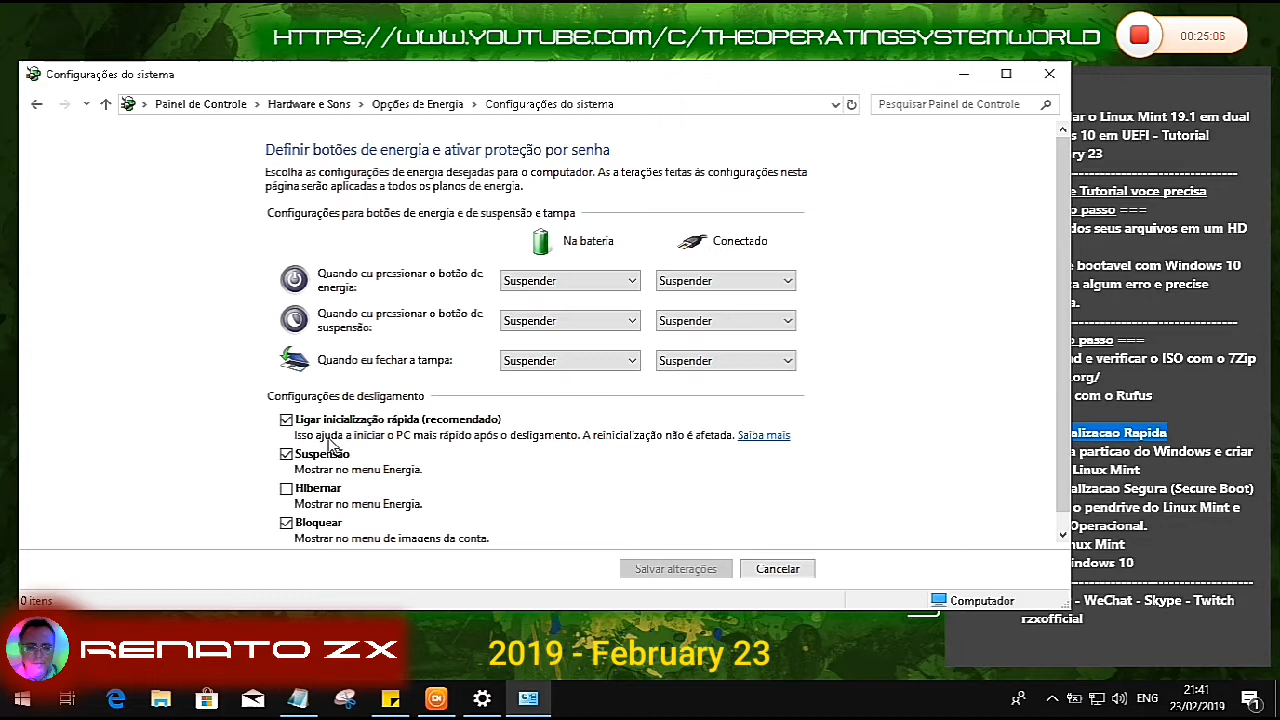 HTTPS://WWW.YOUTUBE.COM/C/THEOPERATINGSYSTEMWORLD
00:25:06
Configurações do sistema
Painel de Controle > Hardware e Sons > Opções de Energia > Configurações do sistema
Pesquisar Painel de Controle
Definir botões de energia e ativar proteção por senha
Escolha as configurações de energia desejadas para o computador. As alterações feitas às configurações nesta
página serão aplicadas a todos os planos de energia.
Configurações para botões de energia e de suspensão e tampa
Na bateria
Conectado
Quando eu pressionar o botão de
energia:
Suspender
Suspender
Quando eu pressionar o botão de
suspensão:
Suspender
Suspender
Quando eu fechar a tampa:
Suspender
Suspender
Configurações de desligamento
Ligar inicialização rápida (recomendado)
Isso ajuda a iniciar o PC mais rápido após o desligamento. A reinicialização não é afetada. Saiba mais
Suspensão
Mostrar no menu Energia.
Hibernar
Mostrar no menu Energia.
Bloquear
Mostrar no menu de imagens da conta.
Salvar alterações
Cancelar
0 itens
Computador
ar o Linux Mint 19.1 em dual
s 10 em UEFI - Tutorial
ry 23
---------------------------------
e Tutorial voce precisa
o passo ===
dos seus arquivos em um HD
e bootavel com Windows 10
a algum erro e precise
a.
---------------------------------
o passo ===
d e verificar o ISO com o 7Zip
.org/
com o Rufus
alizacao Rapida
a particao do Windows e criar
Linux Mint
alizacao Segura (Secure Boot)
o pendrive do Linux Mint e
Operacional.
nux Mint
indows 10
---------------------------------
- WeChat - Skype - Twitch
rzxofficial
RENATO ZX
2019 - February 23
ENG
21:41
23/02/2019
1